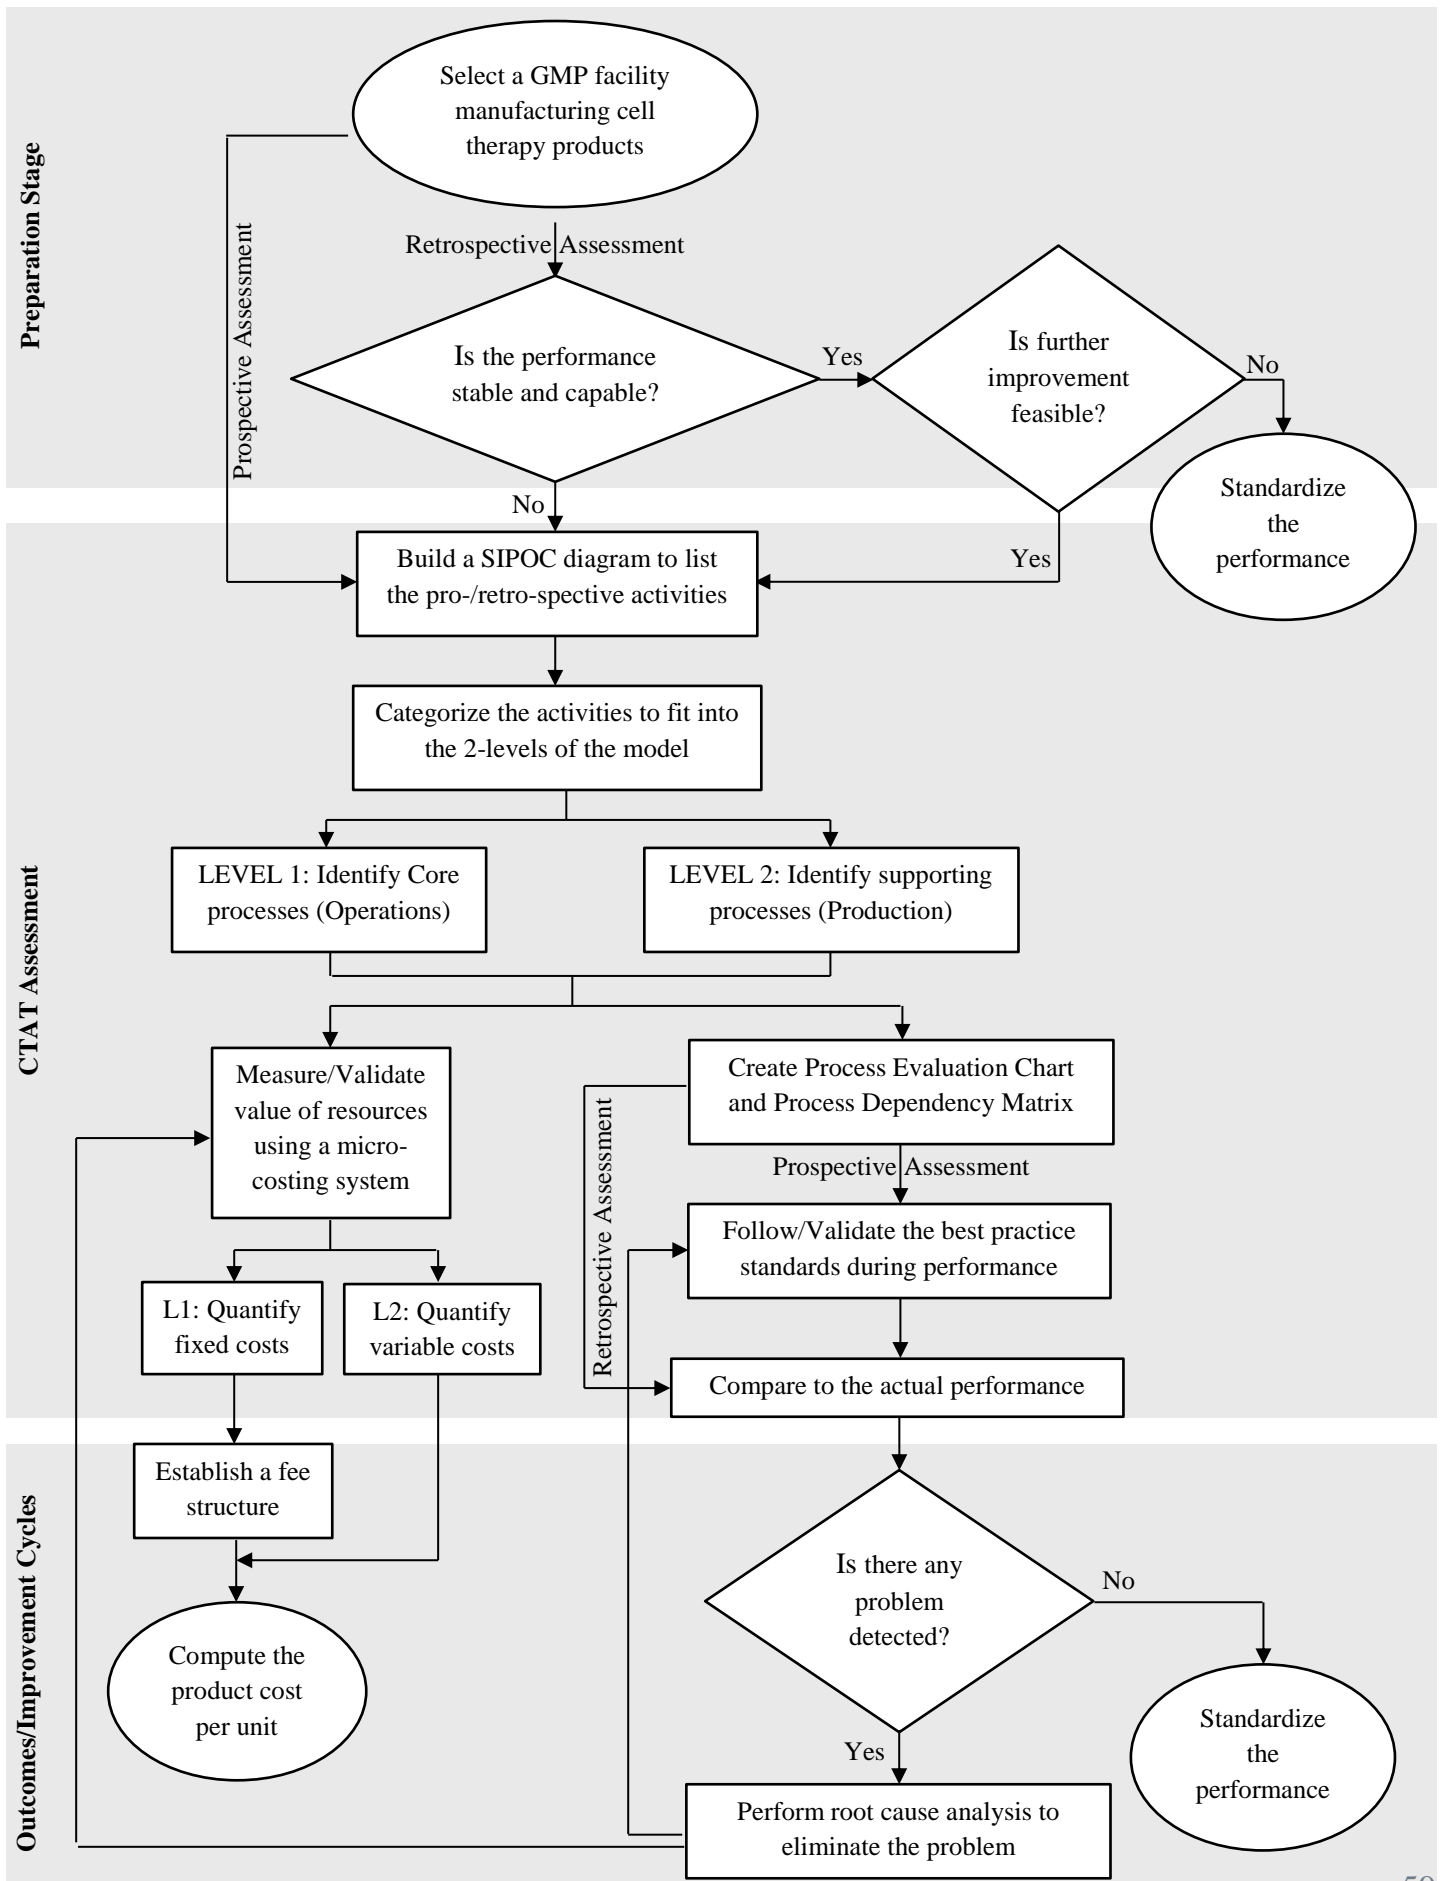 Preparation Stage
Select a GMP facility
manufacturing cell
therapy products
Prospective Assessment
Retrospective Assessment
Is the performance
stable and capable?
Yes
Is further
improvement
feasible?
No
Standardize
the
performance
No
Yes
CTAT Assessment
Build a SIPOC diagram to list
the pro-/retro-spective activities
Categorize the activities to fit into
the 2-levels of the model
LEVEL 1: Identify Core
processes (Operations)
LEVEL 2: Identify supporting
processes (Production)
Measure/Validate
value of resources
using a micro-
costing system
Create Process Evaluation Chart
and Process Dependency Matrix
Retrospective Assessment
Prospective Assessment
Follow/Validate the best practice
standards during performance
L1: Quantify
fixed costs
L2: Quantify
variable costs
Compare to the actual performance
Outcomes/Improvement Cycles
Establish a fee
structure
Compute the
product cost
per unit
Is there any
problem
detected?
No
Standardize
the
performance
Yes
Perform root cause analysis to
eliminate the problem